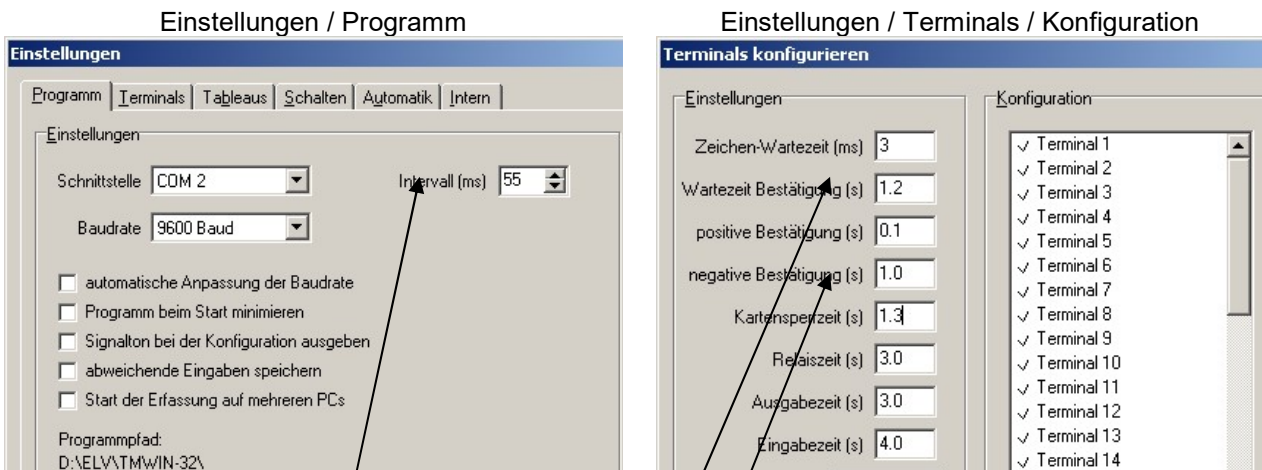 Einstellungen / Programm
Einstellungen
Programm Terminals Tableaus Schalten Automatik Intern
Einstellungen
Schnittstelle COM 2 Intervall (ms) 55
Baudrate 9600 Baud
automatische Anpassung der Baudrate
Programm beim Start minimieren
Signalton bei der Konfiguration ausgeben
abweichende Eingaben speichern
Start der Erfassung auf mehreren PCs
Programmpfad:
D:\ELV\TMWIN-32\
Einstellungen / Terminals / Konfiguration
Terminals konfigurieren
Einstellungen
Zeichen-Wartezeit (ms) 3
Wartezeit Bestätigung (s) 1.2
positive Bestätigung (s) 0.1
negative Bestätigung (s) 1.0
Kartensperrzeit (s) 1.3
Relaiszeit (s) 3.0
Ausgabezeit (s) 3.0
Eingabezeit (s) 4.0
Konfiguration
Terminal 1
Terminal 2
Terminal 3
Terminal 4
Terminal 5
Terminal 6
Terminal 7
Terminal 8
Terminal 9
Terminal 10
Terminal 11
Terminal 12
Terminal 13
Terminal 14